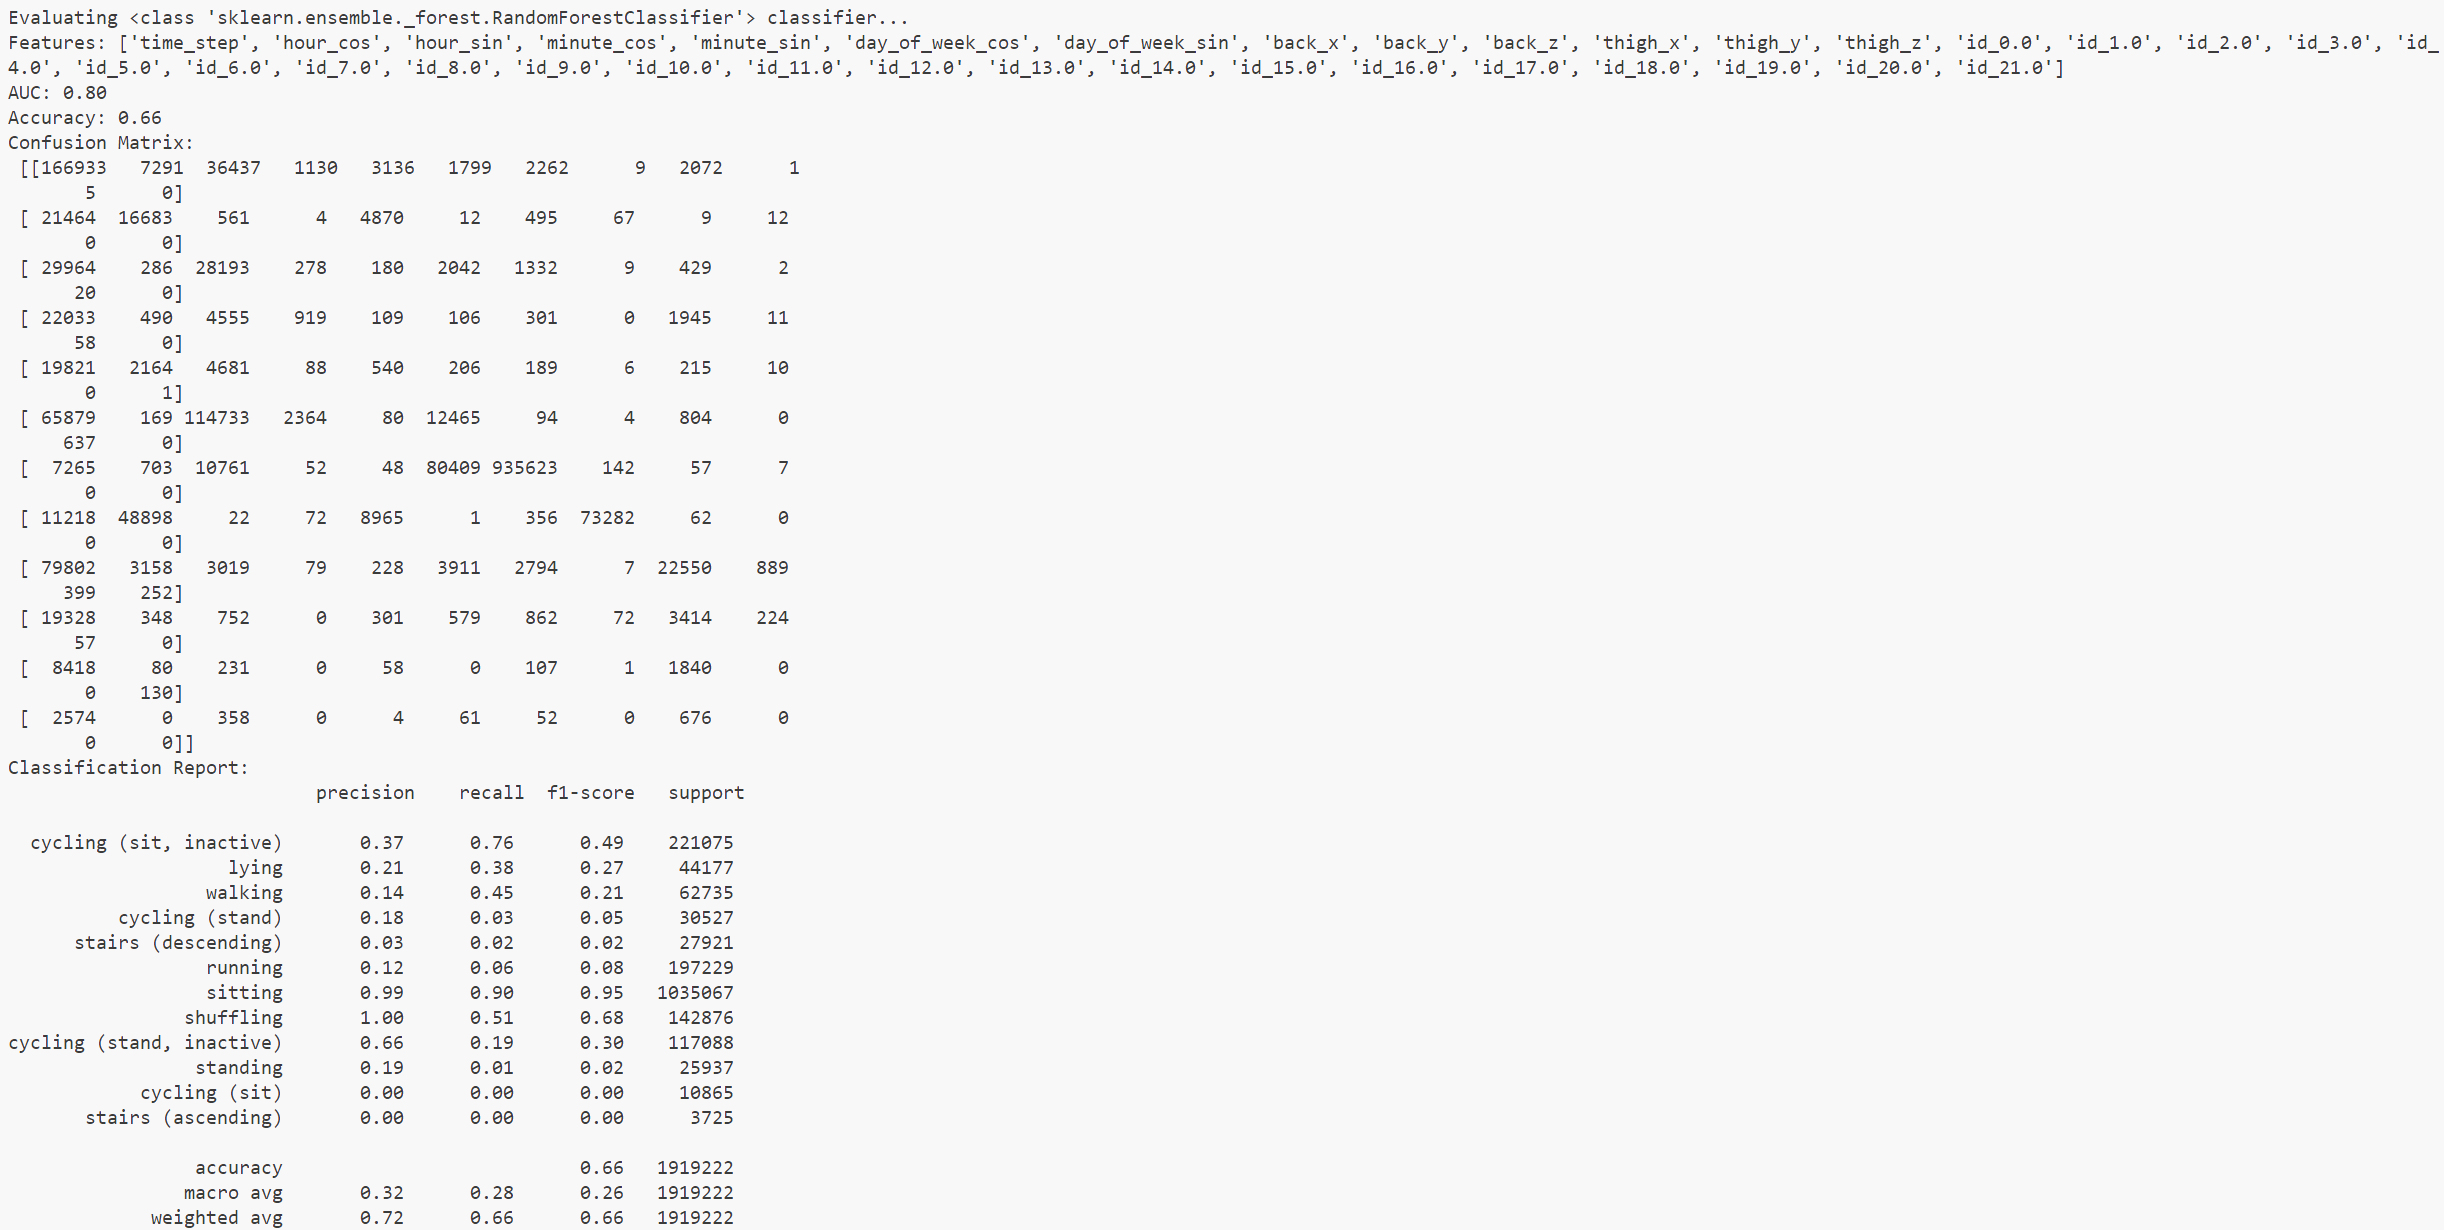 Evaluating <class 'sklearn.ensemble._forest.RandomForestClassifier'> classifier...
Features: ['time_step', 'hour_cos', 'hour_sin', 'minute_cos', 'minute_sin', 'day_of_week_cos', 'day_of_week_sin', 'back_x', 'back_y', 'back_z', 'thigh_x', 'thigh_y', 'thigh_z', 'id_0.0', 'id_1.0', 'id_2.0', 'id_3.0', 'id_
4.0', 'id_5.0', 'id_6.0', 'id_7.0', 'id_8.0', 'id_9.0', 'id_10.0', 'id_11.0', 'id_12.0', 'id_13.0', 'id_14.0', 'id_15.0', 'id_16.0', 'id_17.0', 'id_18.0', 'id_19.0', 'id_20.0', 'id_21.0']
AUC: 0.80
Accuracy: 0.66
Confusion Matrix:
[[166933 7291 36437 1130 3136 1799 2262 9 2072 1
5 0]
[ 21464 16683 561 4 4870 12 495 67 9 12
0 0]
[ 29964 286 28193 278 180 2042 1332 9 429 2
20 0]
[ 22033 490 4555 919 109 106 301 0 1945 11
58 0]
[ 19821 2164 4681 88 540 206 189 6 215 10
0 1]
[ 65879 169 114733 2364 80 12465 94 4 804 0
637 0]
[ 7265 703 10761 52 48 80409 935623 142 57 7
0 0]
[ 11218 48898 22 72 8965 1 356 73282 62 0
0 0]
[ 79802 3158 3019 79 228 3911 2794 7 22550 889
399 252]
[ 19328 348 752 0 301 579 862 72 3414 224
57 0]
[ 8418 80 231 0 58 0 107 1 1840 0
0 130]
[ 2574 0 358 0 4 61 52 0 676 0
0 0]]
Classification Report:
precision recall f1-score support
cycling (sit, inactive) 0.37 0.76 0.49 221075
lying 0.21 0.38 0.27 44177
walking 0.14 0.45 0.21 62735
cycling (stand) 0.18 0.03 0.05 30527
stairs (descending) 0.03 0.02 0.02 27921
running 0.12 0.06 0.08 197229
sitting 0.99 0.90 0.95 1035067
shuffling 1.00 0.51 0.68 142876
cycling (stand, inactive) 0.66 0.19 0.30 117088
standing 0.19 0.01 0.02 25937
cycling (sit) 0.00 0.00 0.00 10865
stairs (ascending) 0.00 0.00 0.00 3725
accuracy 0.66 1919222
macro avg 0.32 0.28 0.26 1919222
weighted avg 0.72 0.66 0.66 1919222